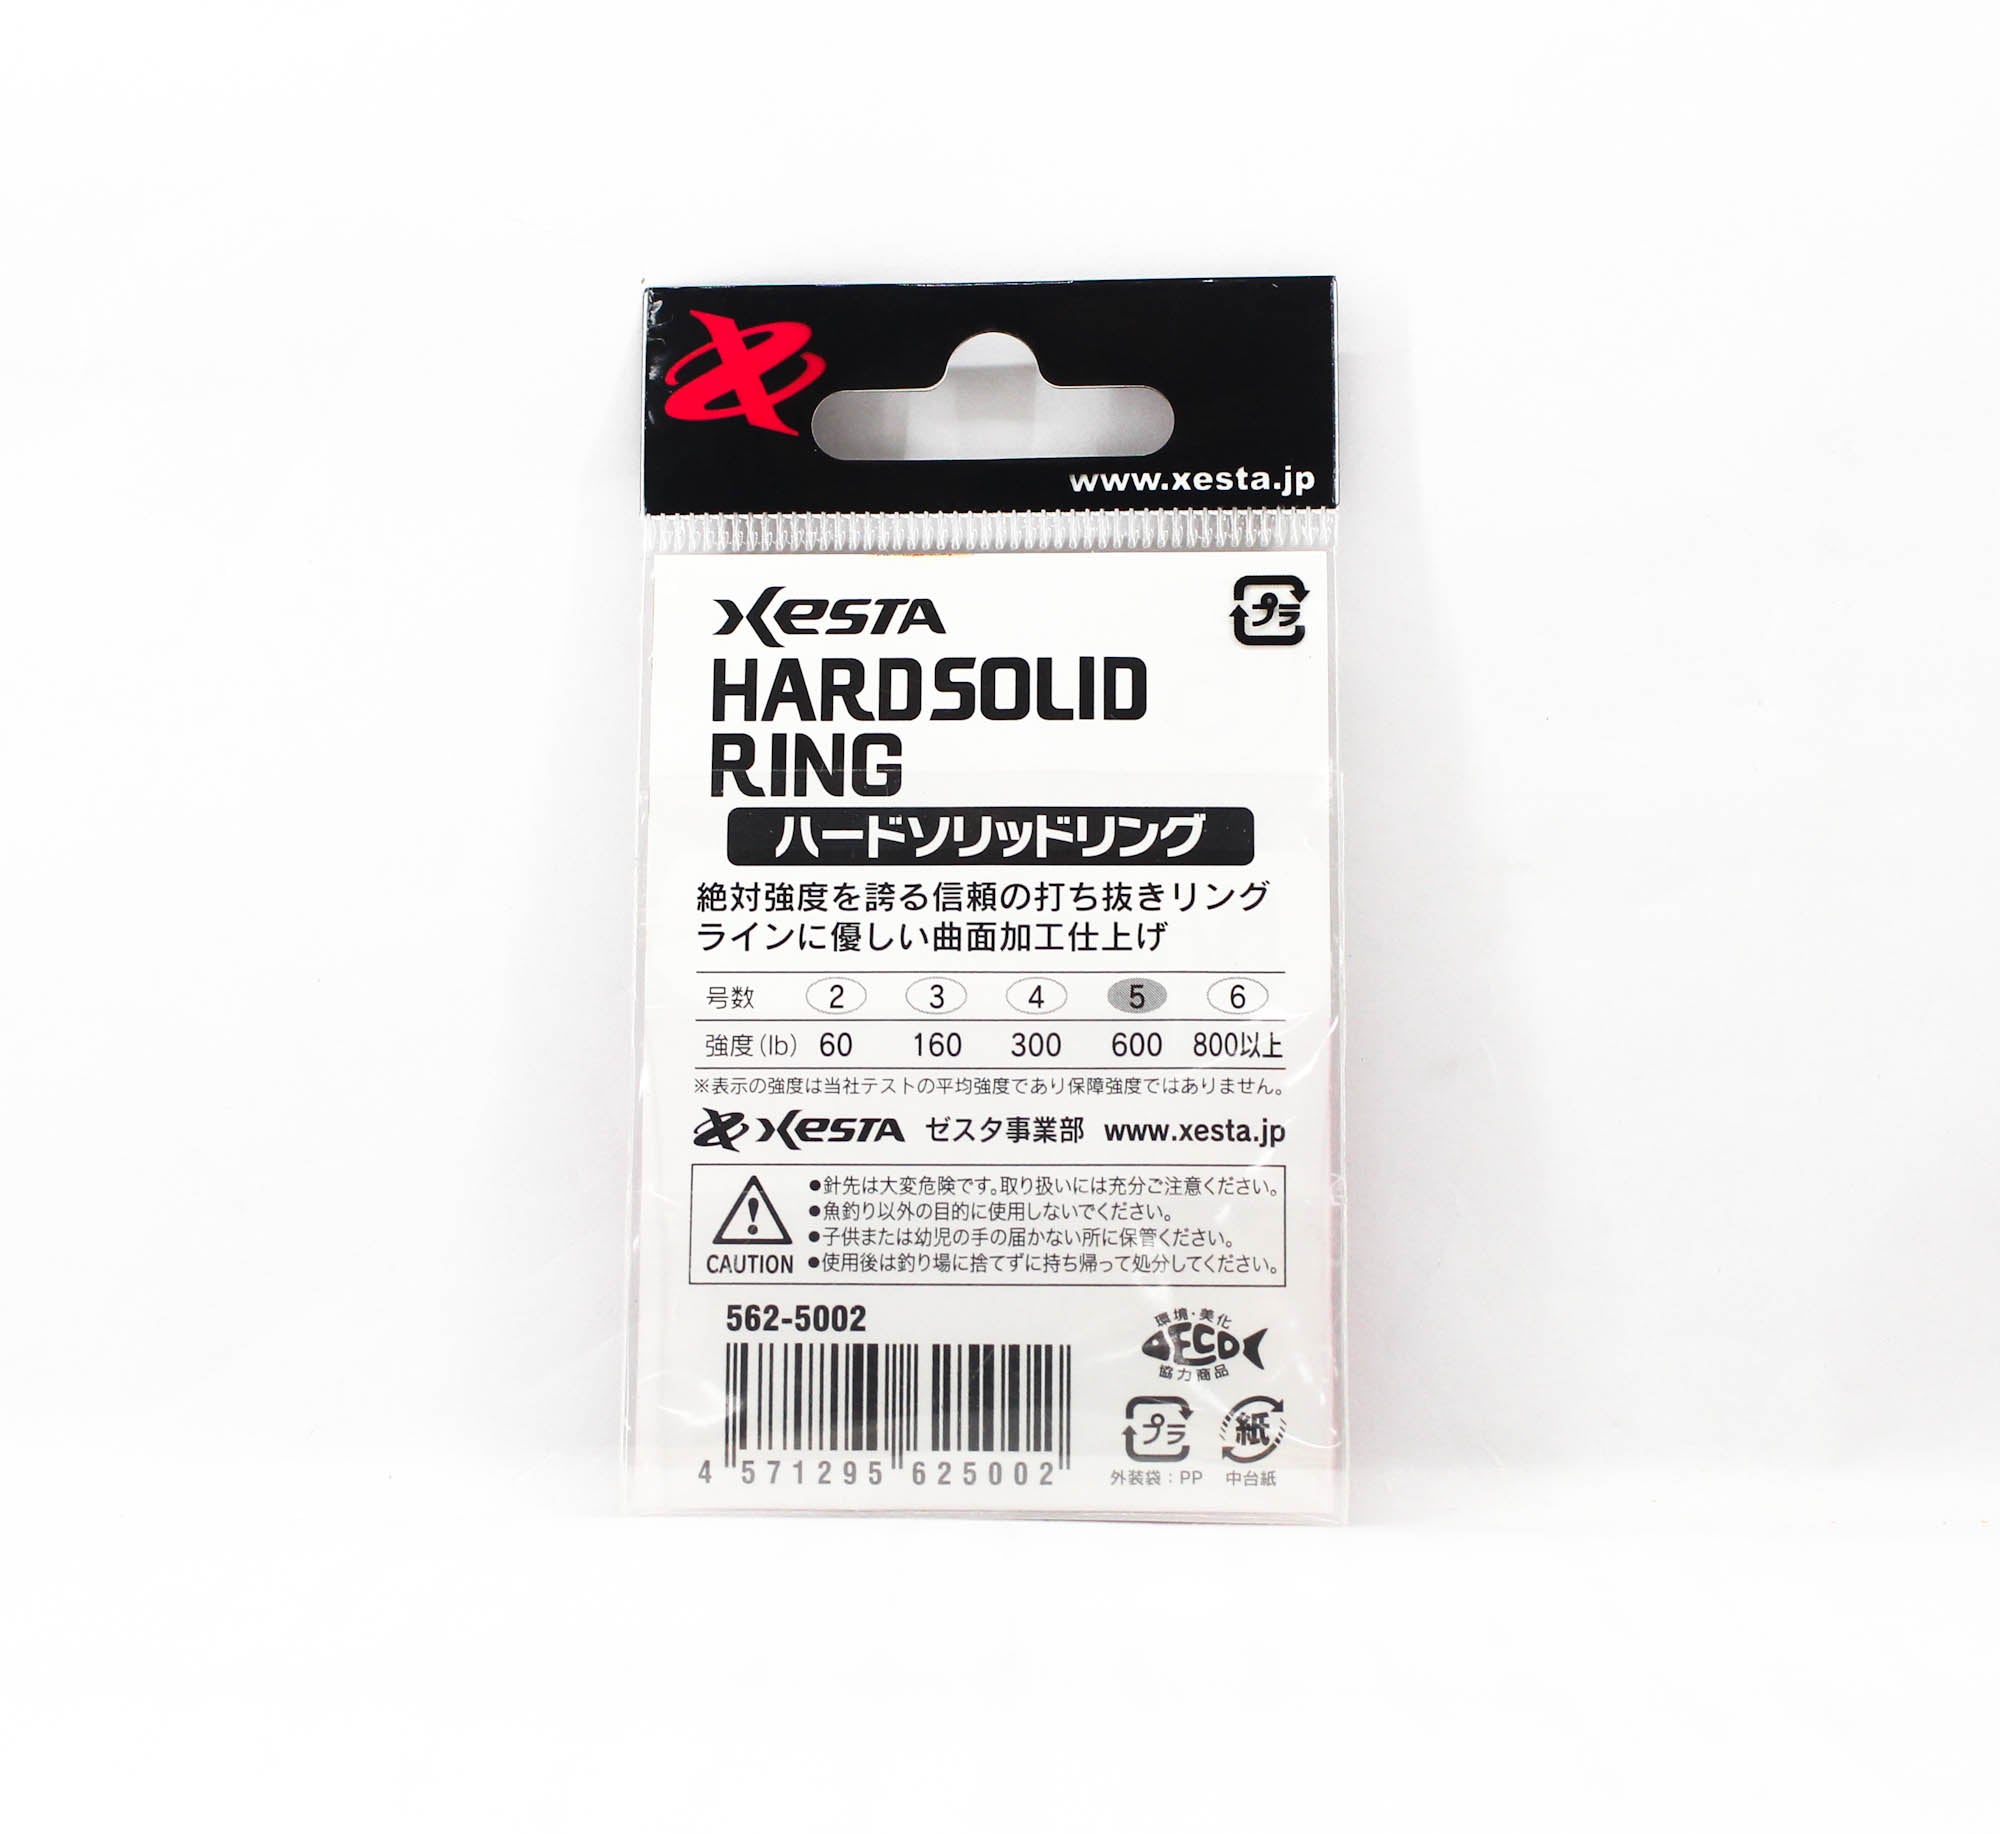 www.xesta.jp
XESTA
プラ
HARD SOLID
RING
ハードソリッドリング
絶対強度を誇る信頼の打ち抜きリング
ラインに優しい曲面加工仕上げ
号数 2 3 4 5 6
強度(lb) 60 160 300 600 800以上
※表示の強度は当社テストの平均強度であり保障強度ではありません。
XESTA ゼスタ事業部 www.xesta.jp
●針先は大変危険です。取り扱いには充分ご注意ください。
●魚釣り以外の目的に使用しないでください。
●子供または幼児の手の届かない所に保管ください。
●使用後は釣り場に捨てずに持ち帰って処分してください。
CAUTION
562-5002
4 571295 625002
環境・美化
ECO
協力商品
プラ 紙
外装袋:PP 中台紙